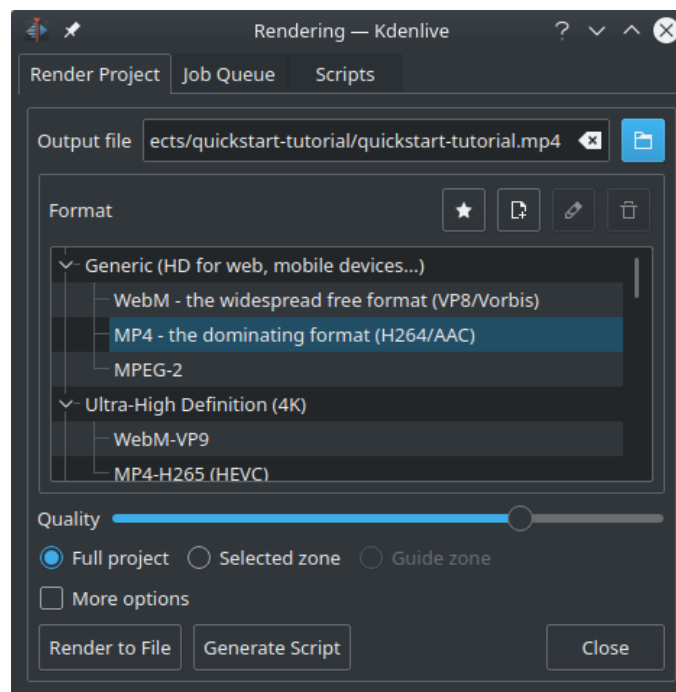 Rendering — Kdenlive
Render Project Job Queue Scripts
Output file ects/quickstart-tutorial/quickstart-tutorial.mp4
Format
Generic (HD for web, mobile devices...)
WebM - the widespread free format (VP8/Vorbis)
MP4 - the dominating format (H264/AAC)
MPEG-2
Ultra-High Definition (4K)
WebM-VP9
MP4-H265 (HEVC)
Quality
Full project Selected zone Guide zone
More options
Render to File Generate Script Close